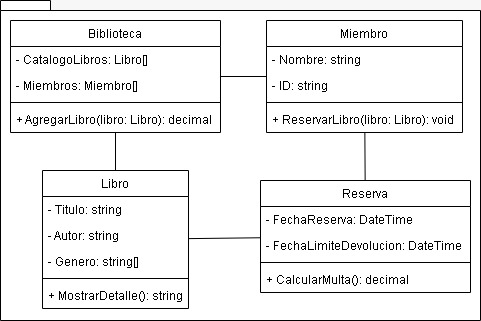 Biblioteca
- CatalogoLibros: Libro[]
- Miembros: Miembro[]
+ AgregarLibro(libro: Libro): decimal
Miembro
- Nombre: string
- ID: string
+ ReservarLibro(libro: Libro): void
Libro
- Titulo: string
- Autor: string
- Genero: string[]
+ MostrarDetalle(): string
Reserva
- FechaReserva: DateTime
- FechaLimiteDevolucion: DateTime
+ CalcularMulta(): decimal